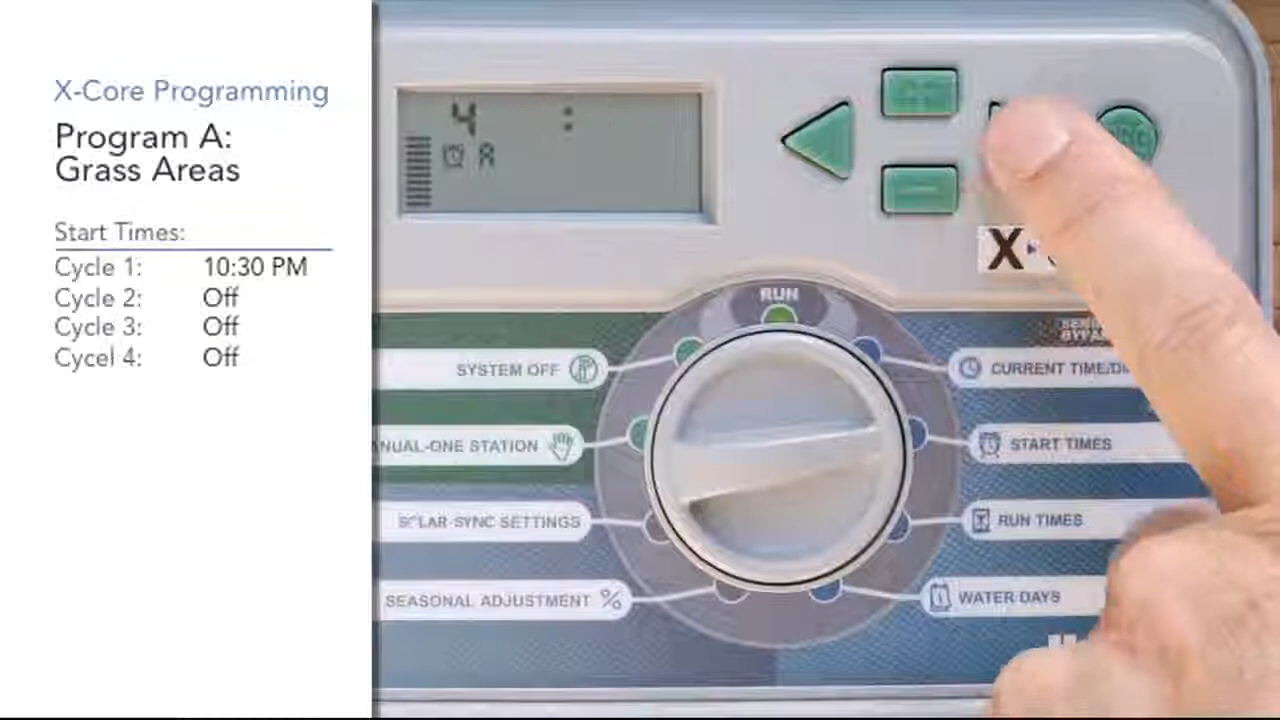 X-Core Programming
Program A:
Grass Areas
Start Times:
Cycle 1: 10:30 PM
Cycle 2: Off
Cycle 3: Off
Cycel 4: Off
4 :
A
X-
RUN
SYSTEM OFF
CURRENT TIME/D
NUAL-ONE STATION
START TIMES
SOLAR SYNC SETTINGS
RUN TIMES
SEASONAL ADJUSTMENT %
WATER DAYS